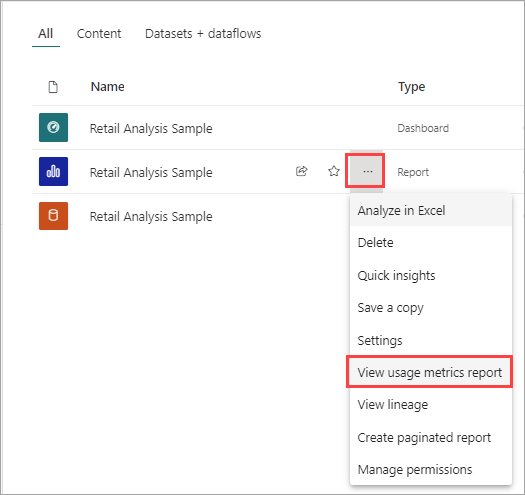 All Content Datasets + dataflows
Name Type
Retail Analysis Sample Dashboard
Retail Analysis Sample ... Report
Retail Analysis Sample
Analyze in Excel
Delete
Quick insights
Save a copy
Settings
View usage metrics report
View lineage
Create paginated report
Manage permissions